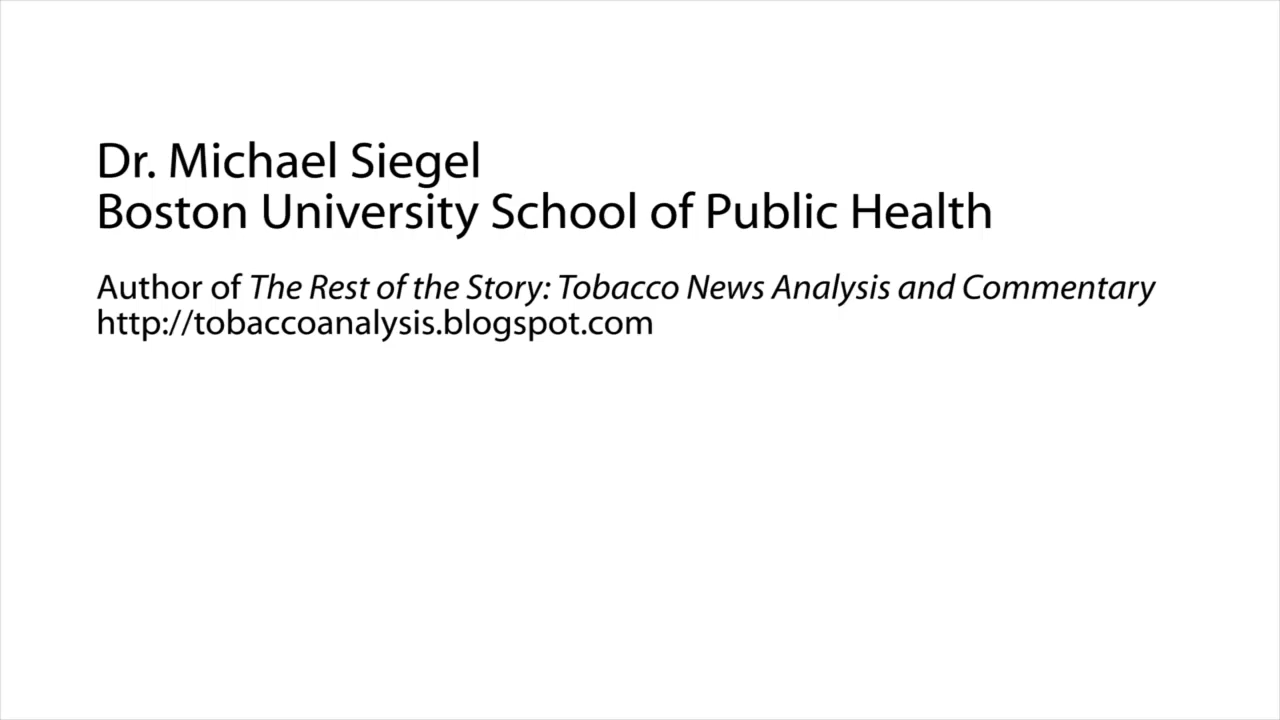 Dr. Michael Siegel
Boston University School of Public Health
Author of The Rest of the Story: Tobacco News Analysis and Commentary
http://tobaccoanalysis.blogspot.com